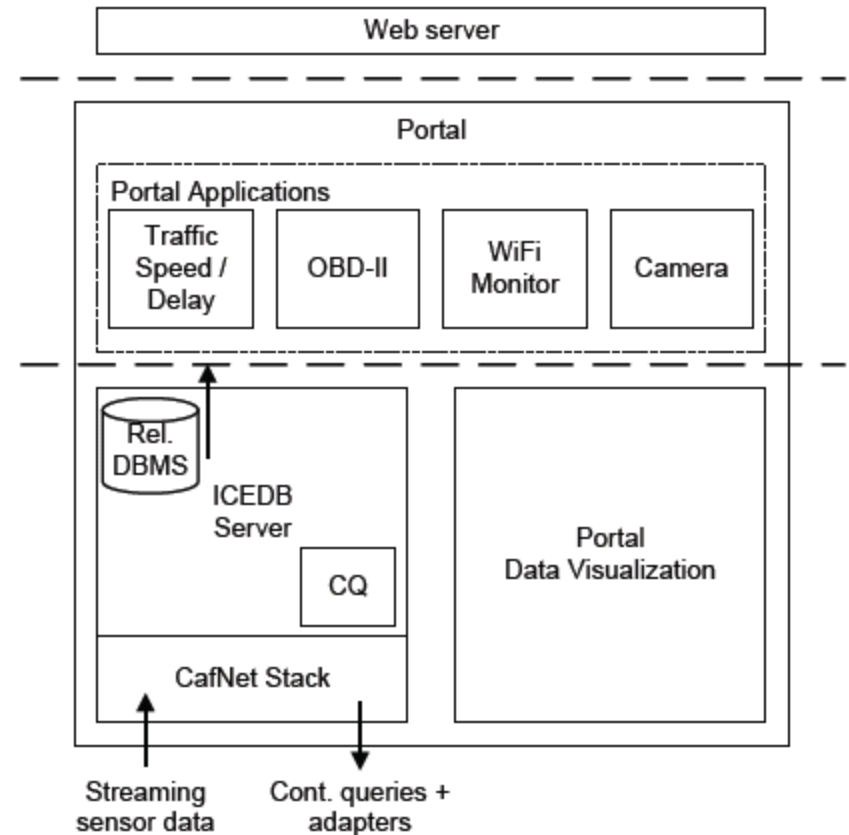 Web server
Portal
Portal Applications
Traffic
Speed /
Delay
OBD-II
WiFi
Monitor
Camera
Rel.
DBMS
ICEDB
Server
CQ
CafNet Stack
Portal
Data Visualization
Streaming
sensor data
Cont. queries +
adapters